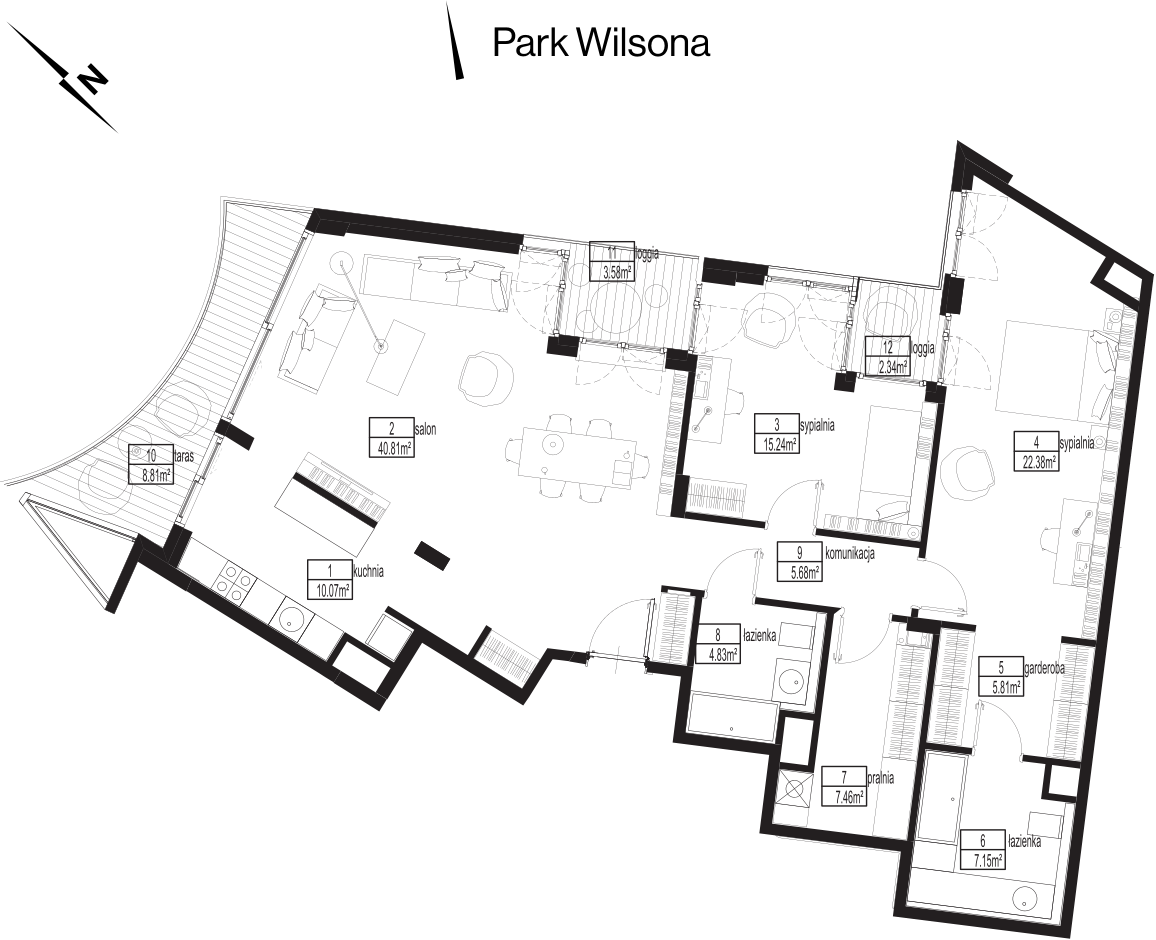 Park Wilsona
N
11 loggia
3.58m²
12 loggia
2.34m²
2 salon
40.81m²
3 sypialnia
15.24m²
4 sypialnia
22.38m²
10 taras
8.81m²
1 kuchnia
10.07m²
9 komunikacja
5.68m²
8 łazienka
4.83m²
5 garderoba
5.81m²
7 pralnia
7.46m²
6 łazienka
7.15m²